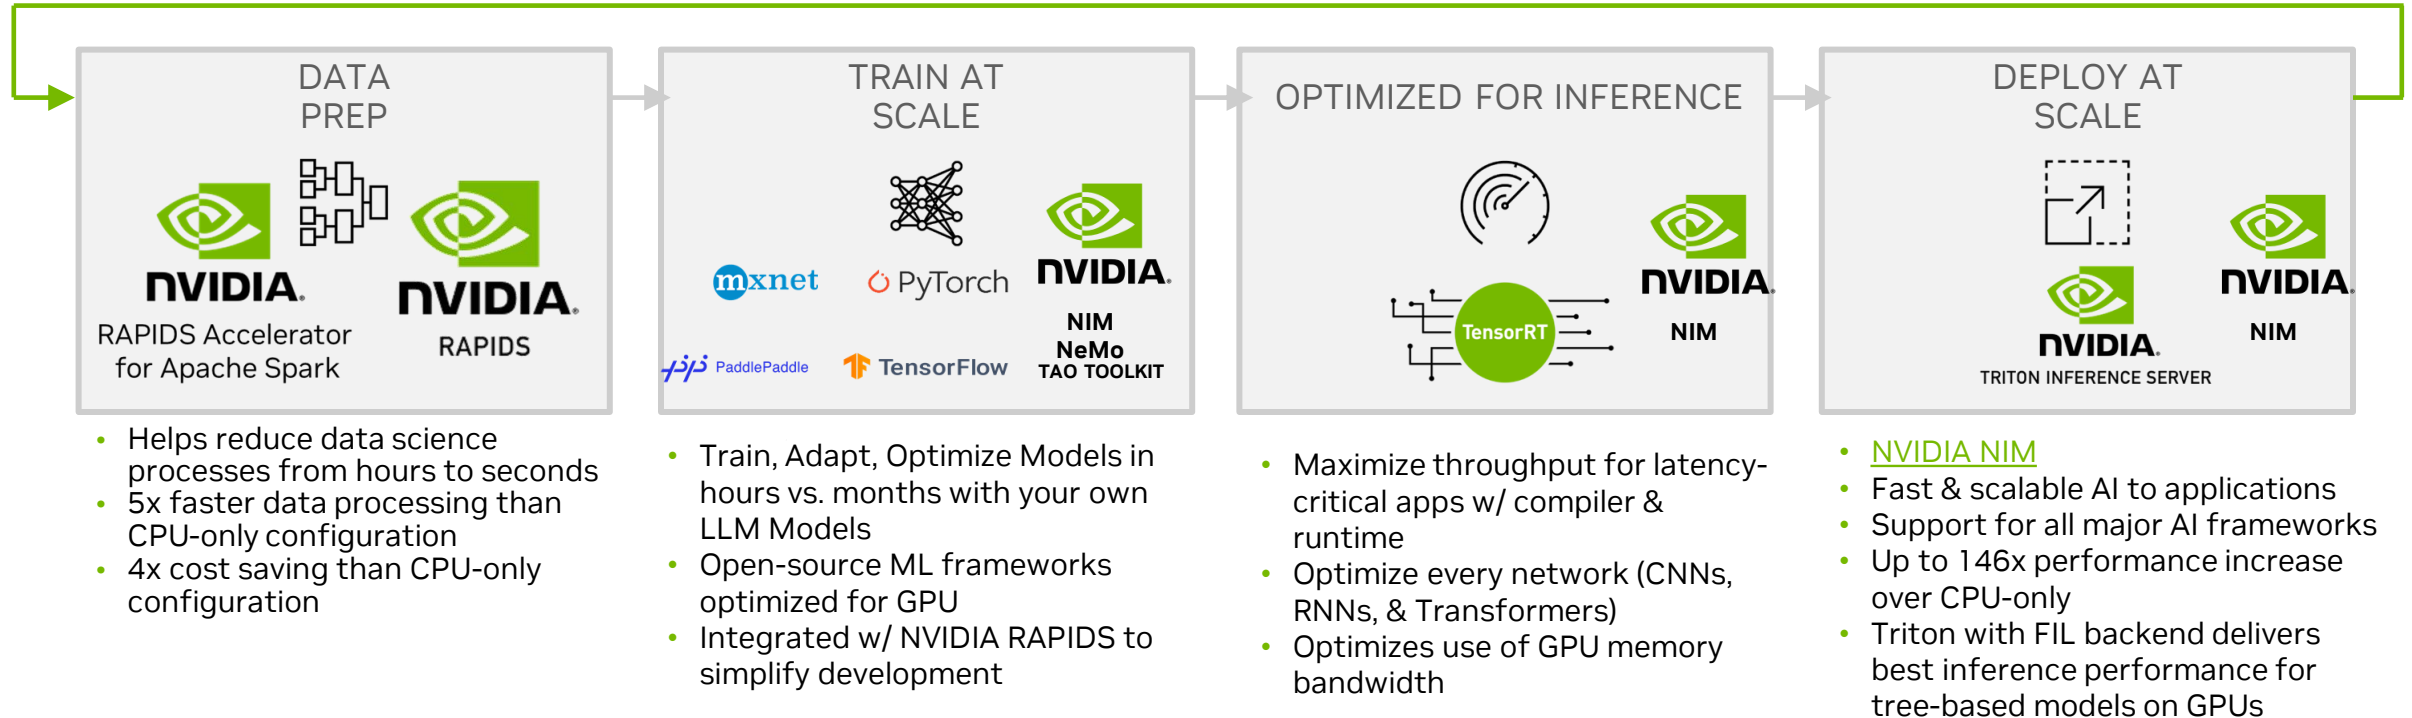 DATA
PREP
NVIDIA.
RAPIDS Accelerator
for Apache Spark
NVIDIA.
RAPIDS
TRAIN AT
SCALE
mxnet
PyTorch
PaddlePaddle
TensorFlow
NVIDIA.
NIM
NeMo
TAO TOOLKIT
OPTIMIZED FOR INFERENCE
TensorRT
NVIDIA.
NIM
DEPLOY AT
SCALE
NVIDIA.
TRITON INFERENCE SERVER
NVIDIA.
NIM
• Helps reduce data science
processes from hours to seconds
• 5x faster data processing than
CPU-only configuration
• 4x cost saving than CPU-only
configuration
• Train, Adapt, Optimize Models in
hours vs. months with your own
LLM Models
• Open-source ML frameworks
optimized for GPU
• Integrated w/ NVIDIA RAPIDS to
simplify development
• Maximize throughput for latency-
critical apps w/ compiler &
runtime
• Optimize every network (CNNs,
RNNs, & Transformers)
• Optimizes use of GPU memory
bandwidth
• NVIDIA NIM
• Fast & scalable AI to applications
• Support for all major AI frameworks
• Up to 146x performance increase
over CPU-only
• Triton with FIL backend delivers
best inference performance for
tree-based models on GPUs